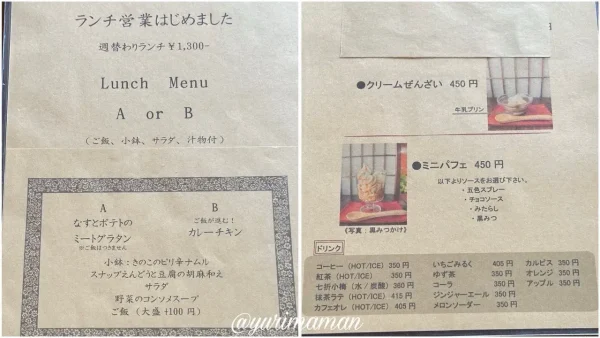 ランチ営業はじめました
週替わりランチ￥1,300-
Lunch Menu
A or B
(ご飯、小鉢、サラダ、汁物付)
A
なすとポテトの
ミートグラタン
※ご飯はつきません
B
ご飯が進む!
カレーチキン
小鉢:きのこのピリ辛ナムル
スナップえんどうと豆腐の胡麻和え
サラダ
野菜のコンソメスープ
ご飯(大盛+100円)
●クリームぜんざい 450円
牛乳プリン
●ミニパフェ 450円
以下よりソースをお選び下さい。
・五色スプレー
・チョコソース
・みたらし
・黒みつ
《写真:黒みつかけ》
ドリンク
コーヒー(HOT/ICE) 350円
紅茶(HOT/ICE) 350円
七折小梅(水/炭酸) 360円
抹茶ラテ(HOT/ICE) 415円
カフェオレ(HOT/ICE) 405円
いちごみるく 405円
ゆず茶 350円
コーラ 350円
ジンジャーエール 350円
メロンソーダー 350円
カルピス 350円
オレンジ 350円
アップル 350円
@yurimaman